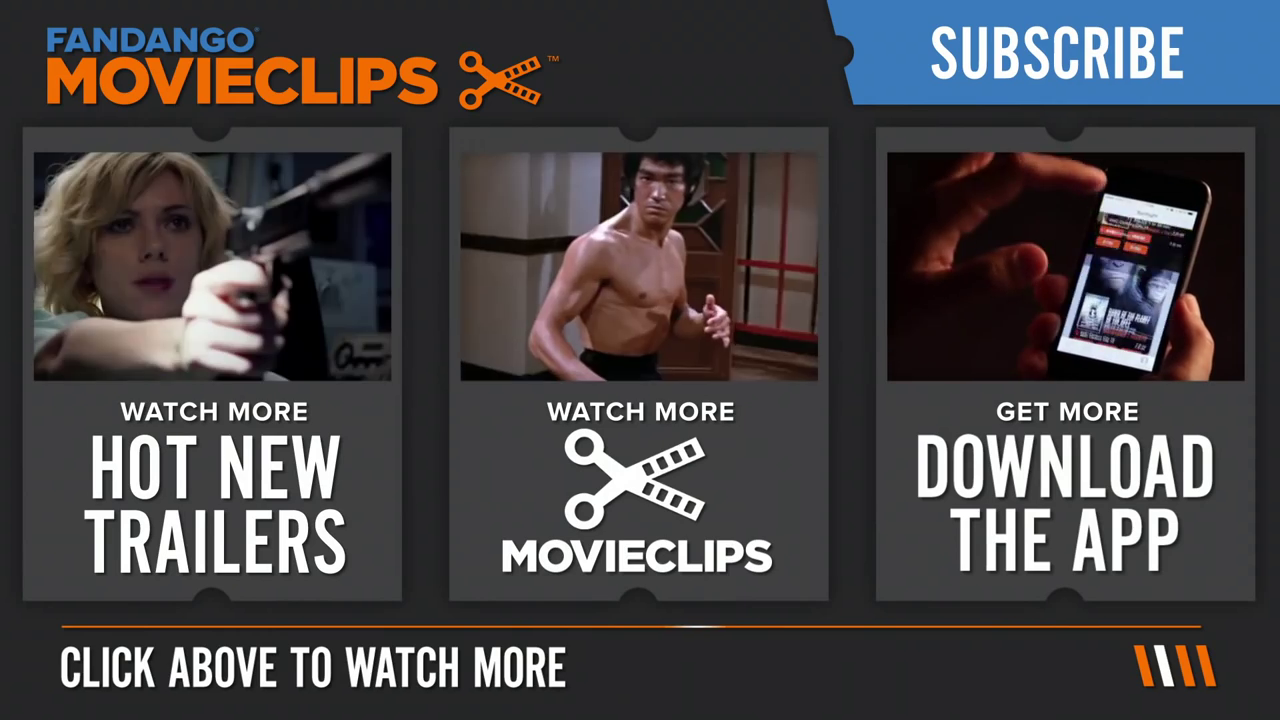 FANDANGO®
MOVIECLIPS™
SUBSCRIBE
WATCH MORE
HOT NEW
TRAILERS
WATCH MORE
MOVIECLIPS
GET MORE
DOWNLOAD
THE APP
CLICK ABOVE TO WATCH MORE